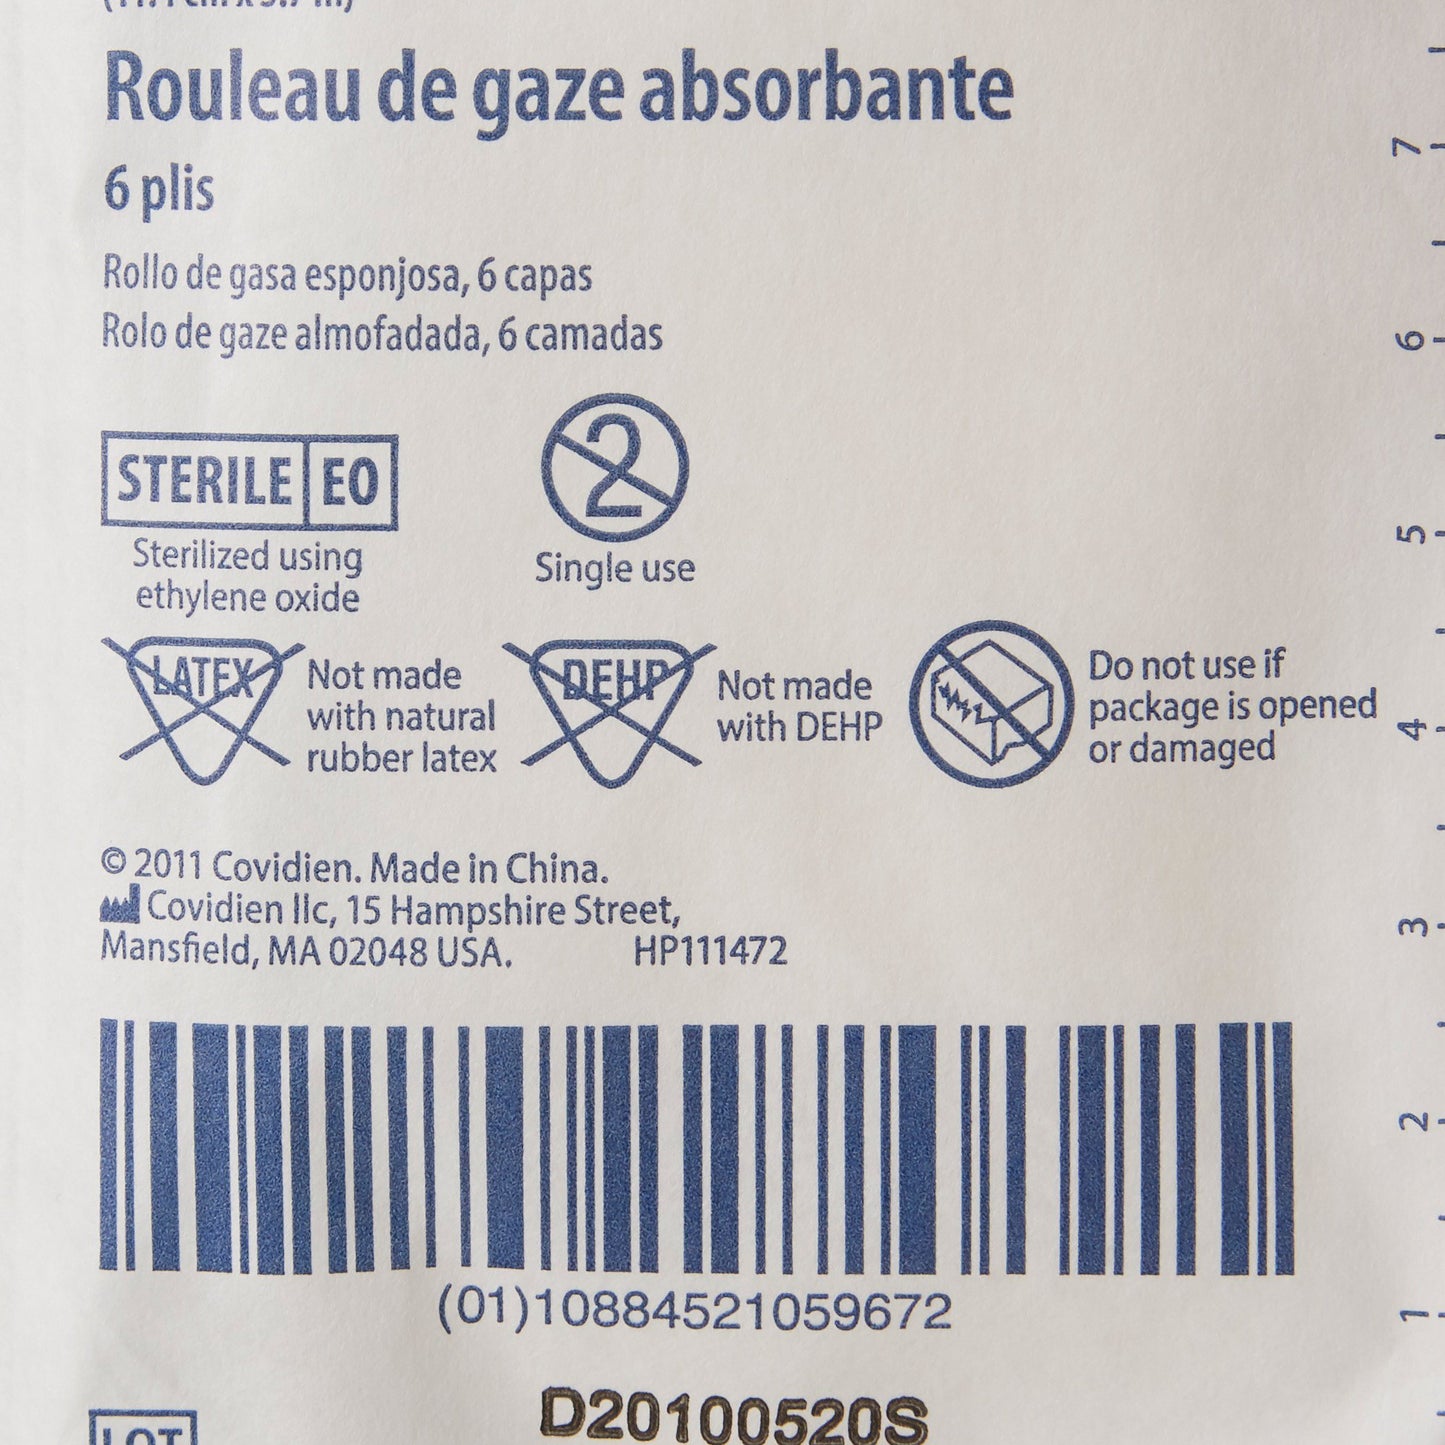 Rouleau de gaze absorbante
6 plis
Rollo de gasa esponjosa, 6 capas
Rolo de gaze almofadada, 6 camadas
STERILE EO
Sterilized using
ethylene oxide
2
Single use
LATEX
Not made
with natural
rubber latex
DEHP
Not made
with DEHP
Do not use if
package is opened
or damaged
© 2011 Covidien. Made in China.
Covidien llc, 15 Hampshire Street,
Mansfield, MA 02048 USA. HP111472
(01)10884521059672
D20100520S
LOT
7
6
5
4
3
2
1